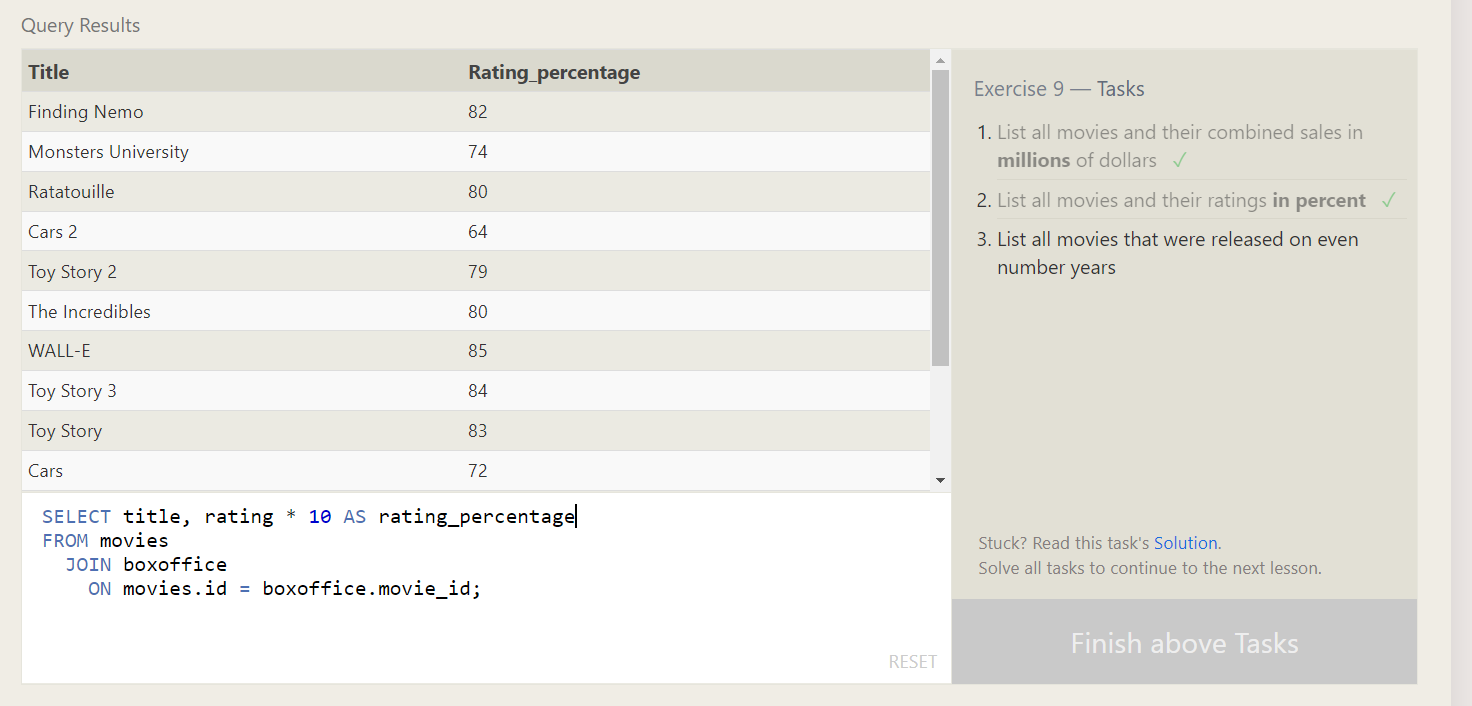 Query Results
Title Rating_percentage
Finding Nemo 82
Monsters University 74
Ratatouille 80
Cars 2 64
Toy Story 2 79
The Incredibles 80
WALL-E 85
Toy Story 3 84
Toy Story 83
Cars 72
SELECT title, rating * 10 AS rating_percentage
FROM movies
JOIN boxoffice
ON movies.id = boxoffice.movie_id;
RESET
Exercise 9 — Tasks
1. List all movies and their combined sales in
millions of dollars ✓
2. List all movies and their ratings in percent ✓
3. List all movies that were released on even
number years
Stuck? Read this task's Solution.
Solve all tasks to continue to the next lesson.
Finish above Tasks